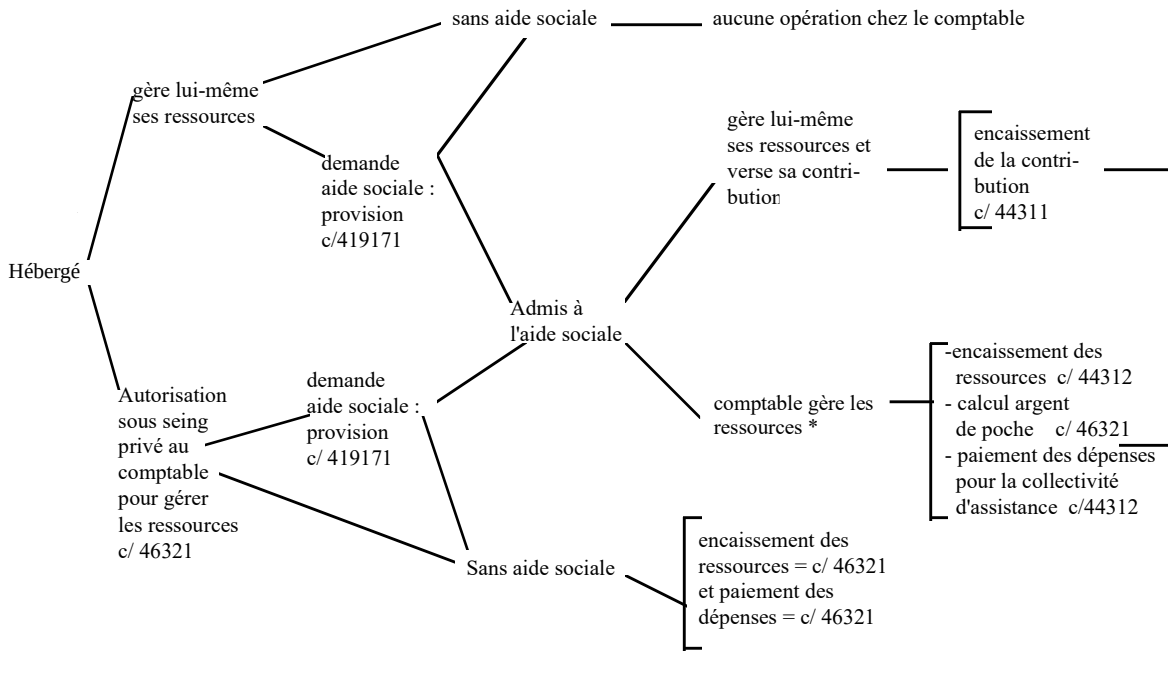 sans aide sociale
aucune opération chez le comptable
gère lui-même
ses ressources
demande
aide sociale :
provision
c/419171
gère lui-même
ses ressources et
verse sa contri-
bution
encaissement
de la contri-
bution
c/ 44311
Hébergé
Admis à
l'aide sociale
Autorisation
sous seing
privé au
comptable
pour gérer
les ressources
c/ 46321
demande
aide sociale :
provision
c/ 419171
comptable gère les
ressources *
-encaissement des
ressources c/ 44312
- calcul argent
de poche c/ 46321
- paiement des dépenses
pour la collectivité
d'assistance c/44312
Sans aide sociale
encaissement des
ressources = c/ 46321
et paiement des
dépenses = c/ 46321